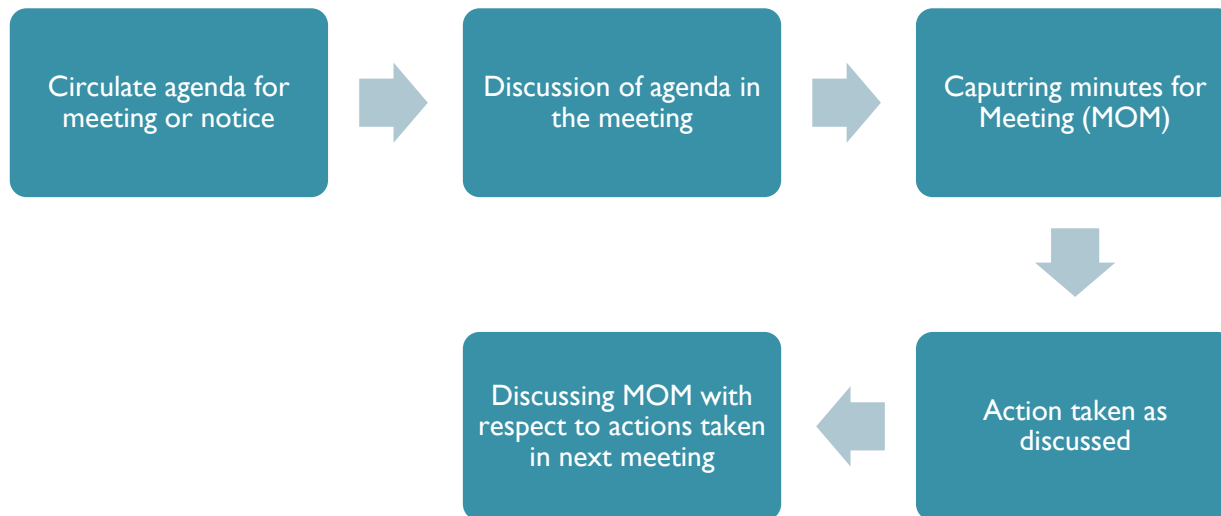 Circulate agenda for
meeting or notice
Discussion of agenda in
the meeting
Caputring minutes for
Meeting (MOM)
Action taken as
discussed
Discussing MOM with
respect to actions taken
in next meeting